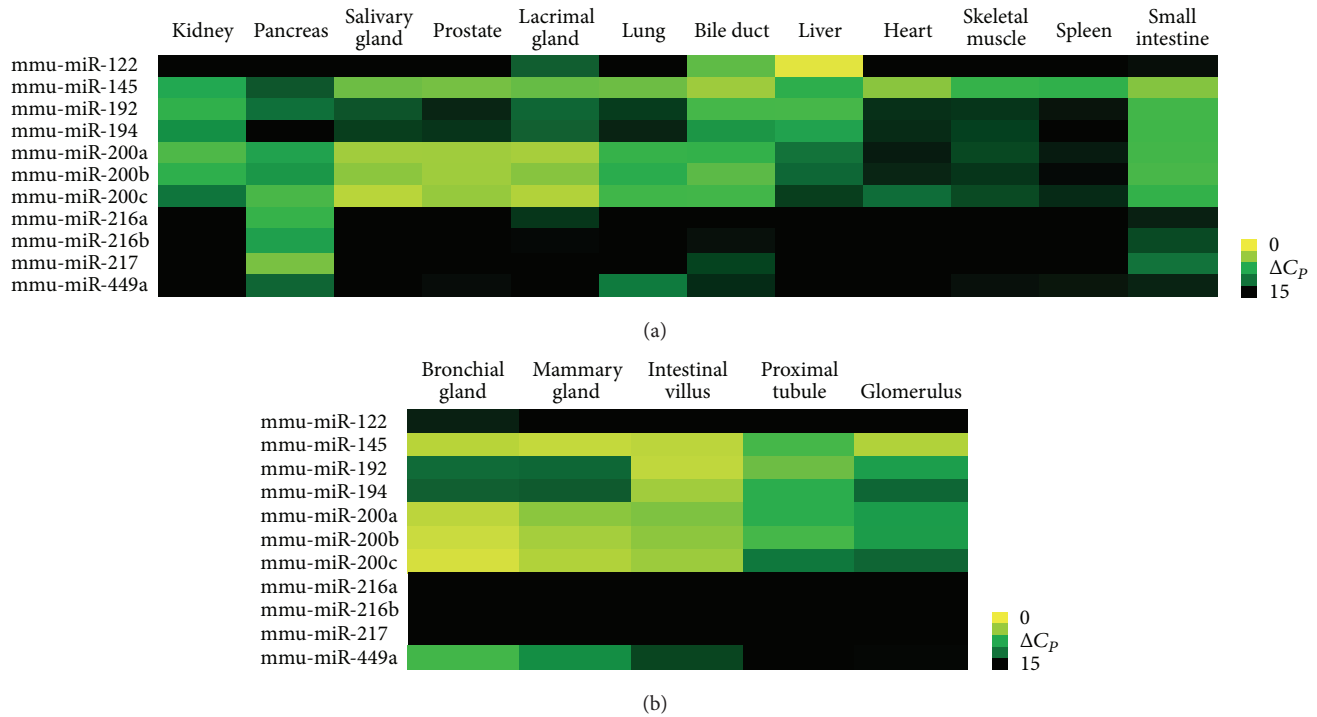 Kidney Pancreas Salivary gland Prostate Lacrimal gland Lung Bile duct Liver Heart Skeletal muscle Spleen Small intestine
mmu-miR-122
mmu-miR-145
mmu-miR-192
mmu-miR-194
mmu-miR-200a
mmu-miR-200b
mmu-miR-200c
mmu-miR-216a
mmu-miR-216b
mmu-miR-217
mmu-miR-449a
0
ΔC_P
15
(a)
Bronchial gland Mammary gland Intestinal villus Proximal tubule Glomerulus
mmu-miR-122
mmu-miR-145
mmu-miR-192
mmu-miR-194
mmu-miR-200a
mmu-miR-200b
mmu-miR-200c
mmu-miR-216a
mmu-miR-216b
mmu-miR-217
mmu-miR-449a
0
ΔC_P
15
(b)